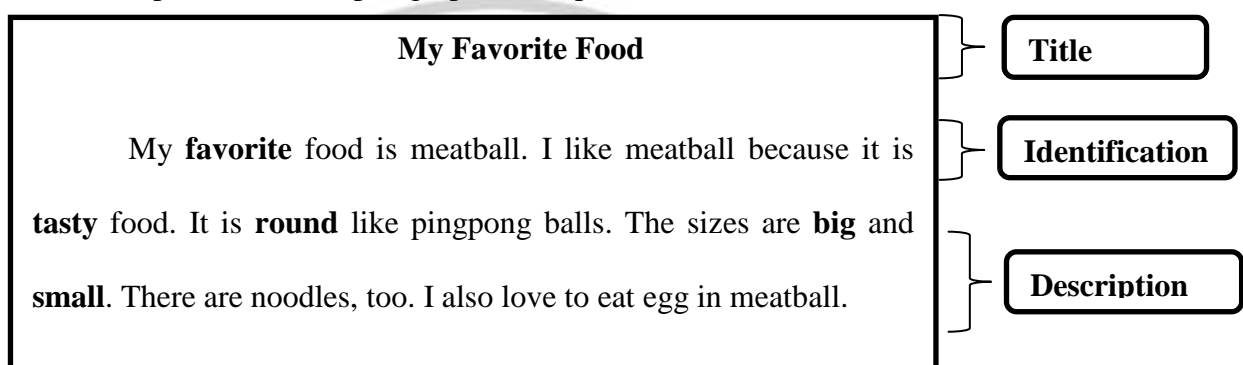 My Favorite Food
Title
My favorite food is meatball. I like meatball because it is
Identification
tasty food. It is round like pingpong balls. The sizes are big and
small. There are noodles, too. I also love to eat egg in meatball.
Description